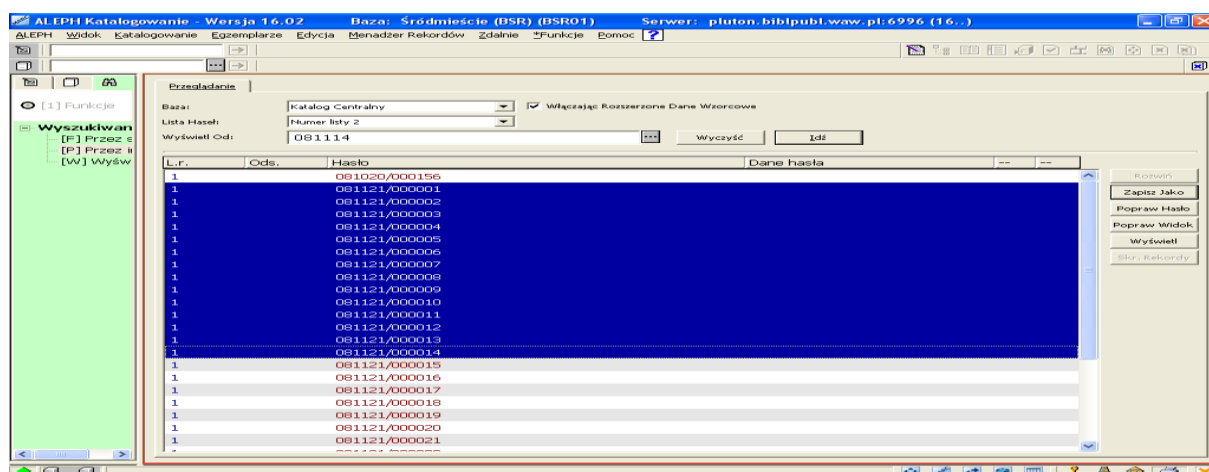 ALEPH Katalogowanie - Wersja 16.02 Baza: Śródmieście (BSR) (BSR01) Serwer: pluton.biblpubl.waw.pl:6996 (16..)
ALEPH Widok Katalogowanie Egzemplarze Edycja Menadżer Rekordów Zdalnie *Funkcje Pomoc ?
Przeglądanie
[1] Funkcje
Baza: Katalog Centralny Włączając Rozszerzone Dane Wzorcowe
Lista Haseł: Numer listy 2
Wyszukiwan
Wyświetl Od: 081114 ... Wyczyść Idź
[F] Przez s
[P] Przez i
[W] Wyśw
L.r. Ods. Hasło Dane hasła -- --
1 081020/000156 Rozwiń
1 081121/000001 Zapisz Jako
1 081121/000002
1 081121/000003 Popraw Hasło
1 081121/000004 Popraw Widok
1 081121/000005 Wyświetl
1 081121/000006 Skr. Rekordy
1 081121/000007
1 081121/000008
1 081121/000009
1 081121/000010
1 081121/000011
1 081121/000012
1 081121/000013
1 081121/000014
1 081121/000015
1 081121/000016
1 081121/000017
1 081121/000018
1 081121/000019
1 081121/000020
1 081121/000021